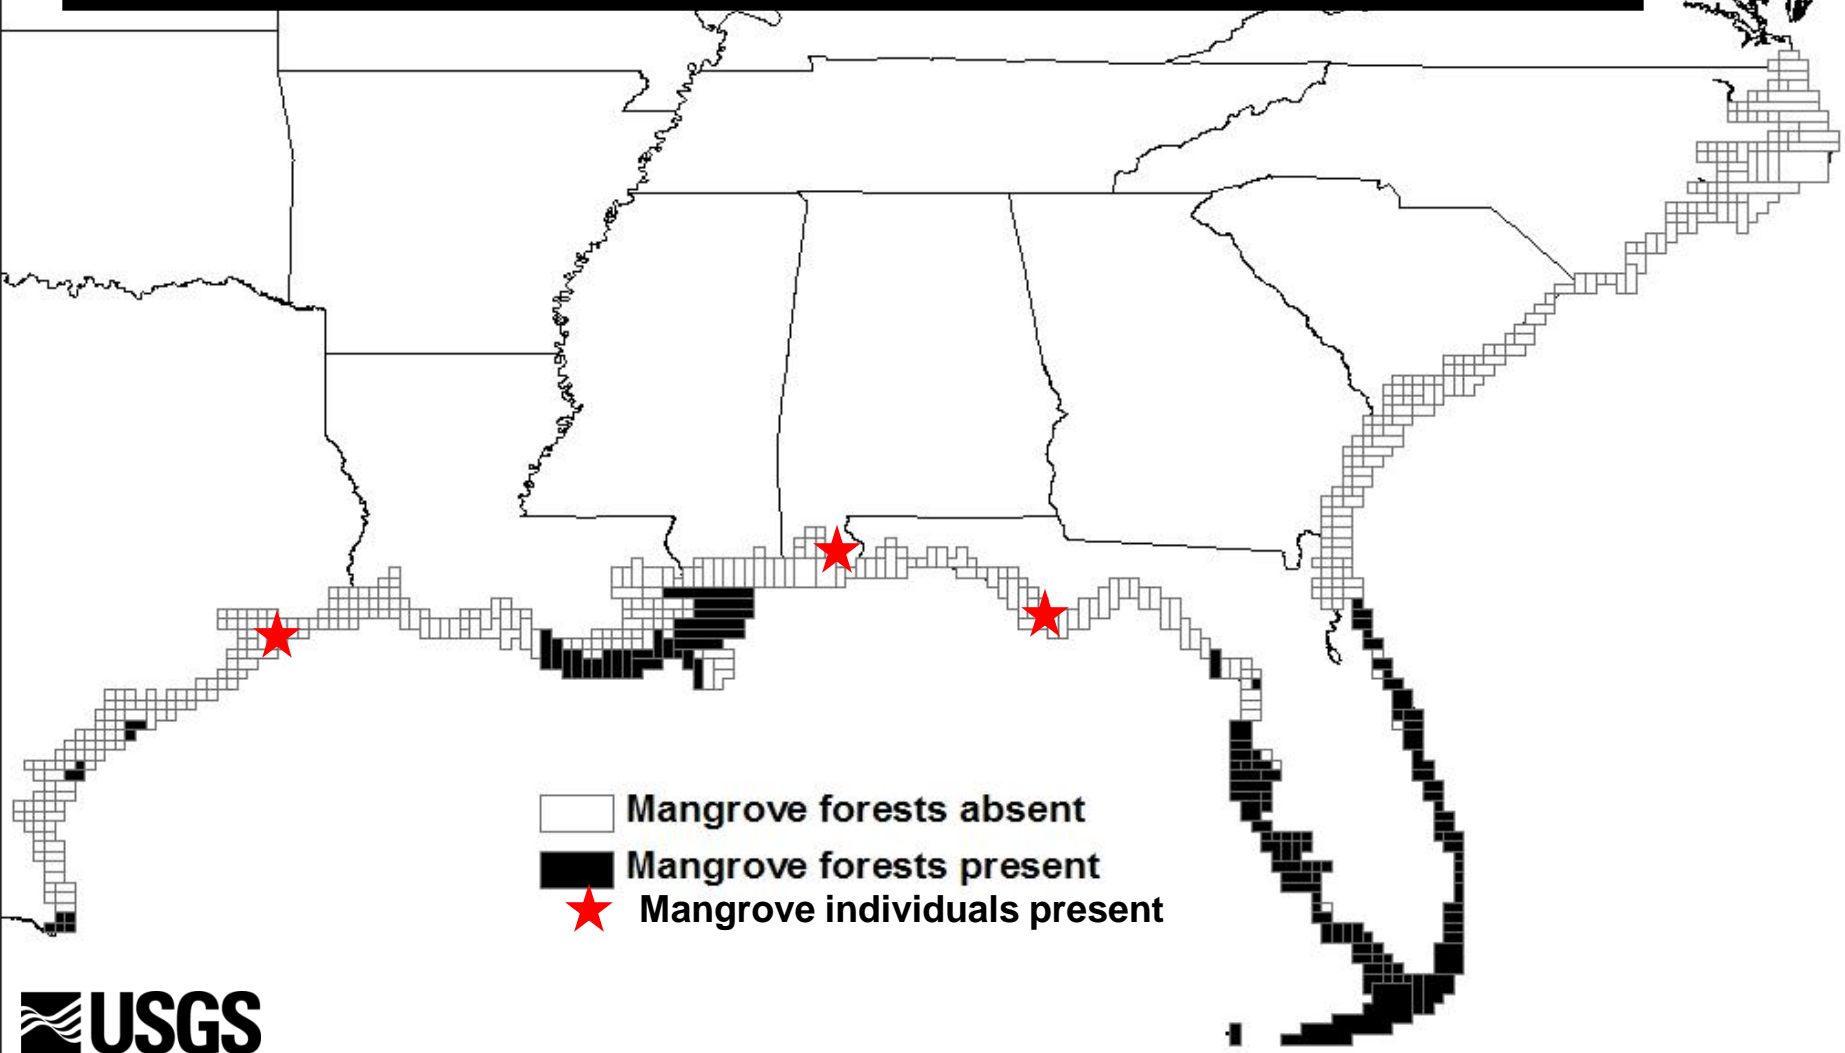 Mangrove forests absent
Mangrove forests present
Mangrove individuals present
USGS